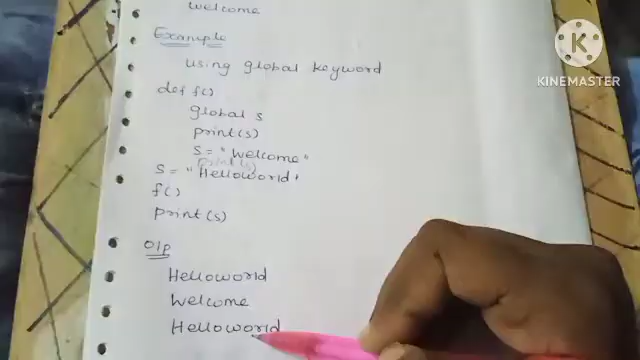 welcome
Example
using global keyword
def f()
global s
print(s)
s = "Welcome"
print(s)
s = "Helloworld"
f()
print(s)
O/p
Helloworld
Welcome
Helloworld
KINEMASTER